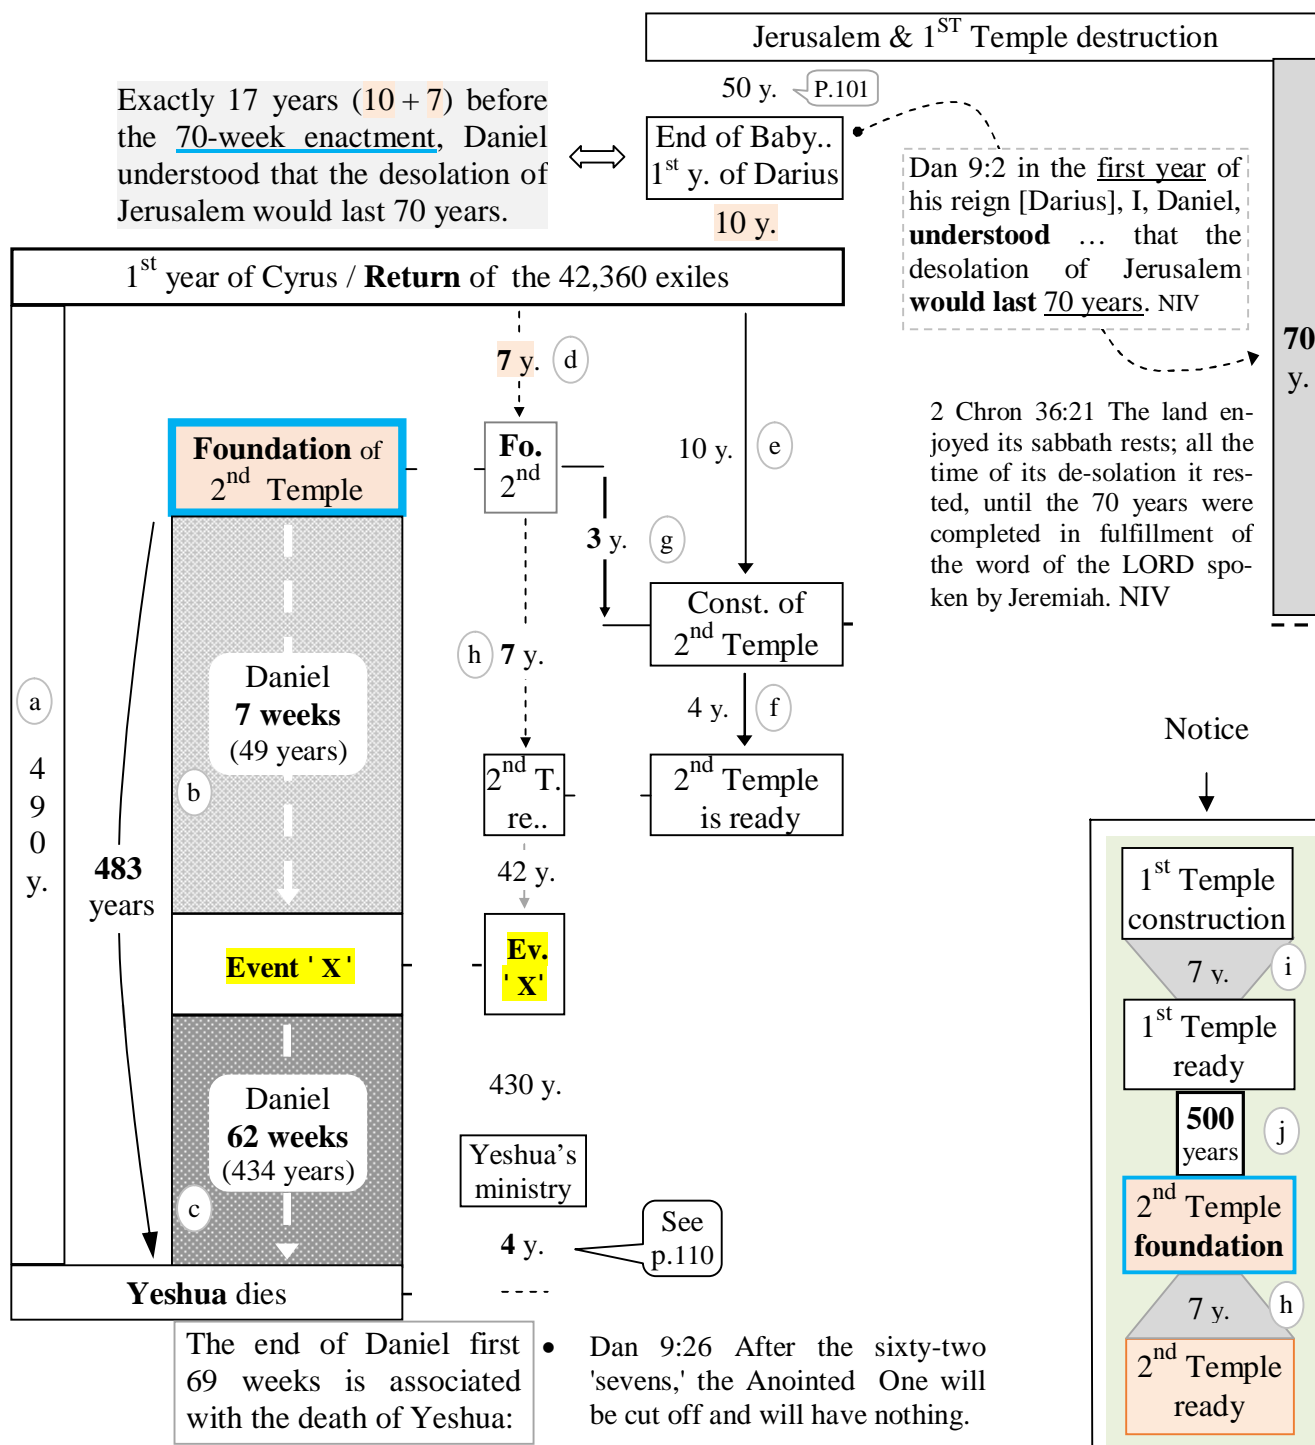 Jerusalem & 1ST Temple destruction
50 y.
P.101
Exactly 17 years (10 + 7) before
the 70-week enactment, Daniel
understood that the desolation of
Jerusalem would last 70 years.
End of Baby..
1st y. of Darius
10 y.
Dan 9:2 in the first year of
his reign [Darius], I, Daniel,
understood … that the
desolation of Jerusalem
would last 70 years. NIV
70
y.
1st year of Cyrus / Return of the 42,360 exiles
7 y.
d
2 Chron 36:21 The land en-
joyed its sabbath rests; all the
time of its de-solation it res-
ted, until the 70 years were
completed in fulfillment of
the word of the LORD spo-
ken by Jeremiah. NIV
Foundation of
2nd Temple
Fo.
2nd
10 y.
e
3 y.
g
Const. of
2nd Temple
h
7 y.
a
4
9
0
y.
Daniel
7 weeks
(49 years)
b
4 y.
f
2nd T.
re..
2nd Temple
is ready
483
years
42 y.
Event ' X '
Ev.
' X'
Daniel
62 weeks
(434 years)
c
430 y.
Yeshua’s
ministry
4 y.
See
p.110
Yeshua dies
The end of Daniel first
69 weeks is associated
with the death of Yeshua:
• Dan 9:26 After the sixty-two
'sevens,' the Anointed One will
be cut off and will have nothing.
Notice
1st Temple
construction
7 y.
i
1st Temple
ready
500
years
j
2nd Temple
foundation
7 y.
h
2nd Temple
ready